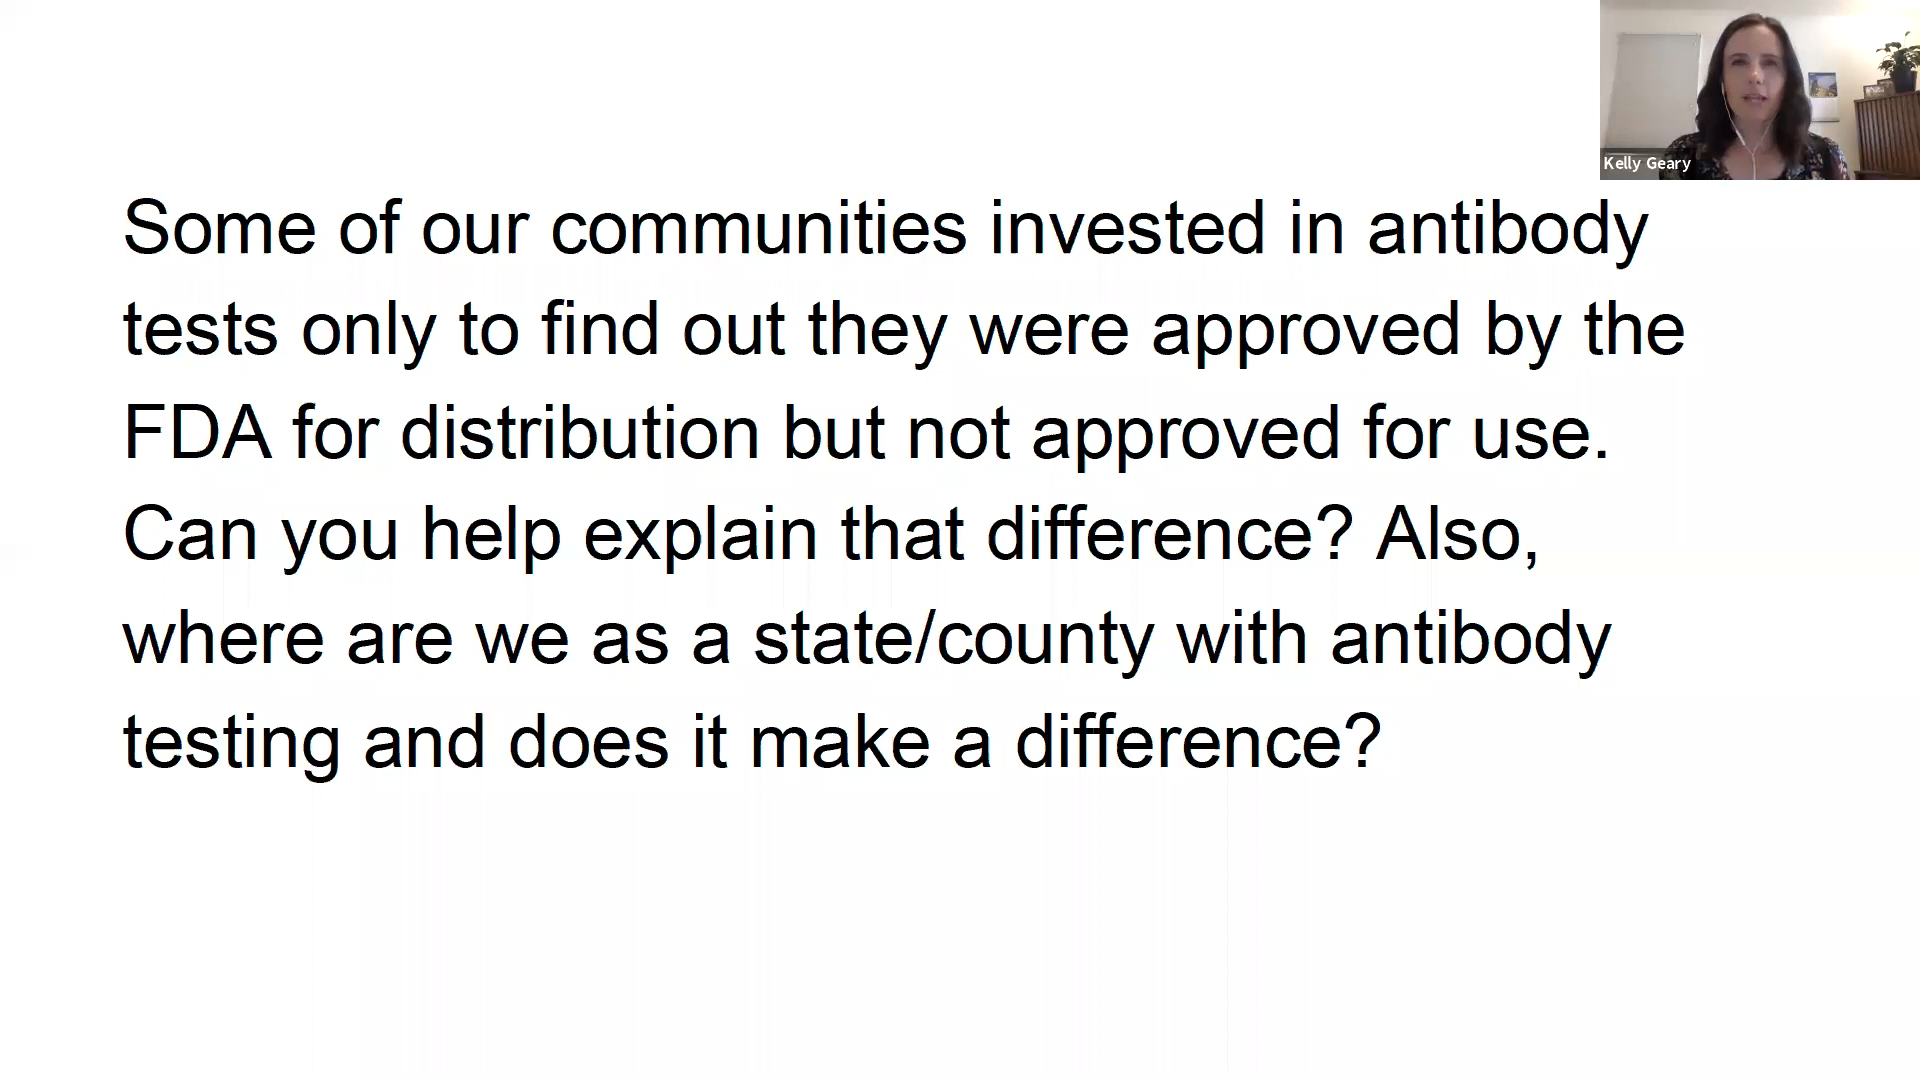 Kelly Geary
Some of our communities invested in antibody
tests only to find out they were approved by the
FDA for distribution but not approved for use.
Can you help explain that difference? Also,
where are we as a state/county with antibody
testing and does it make a difference?